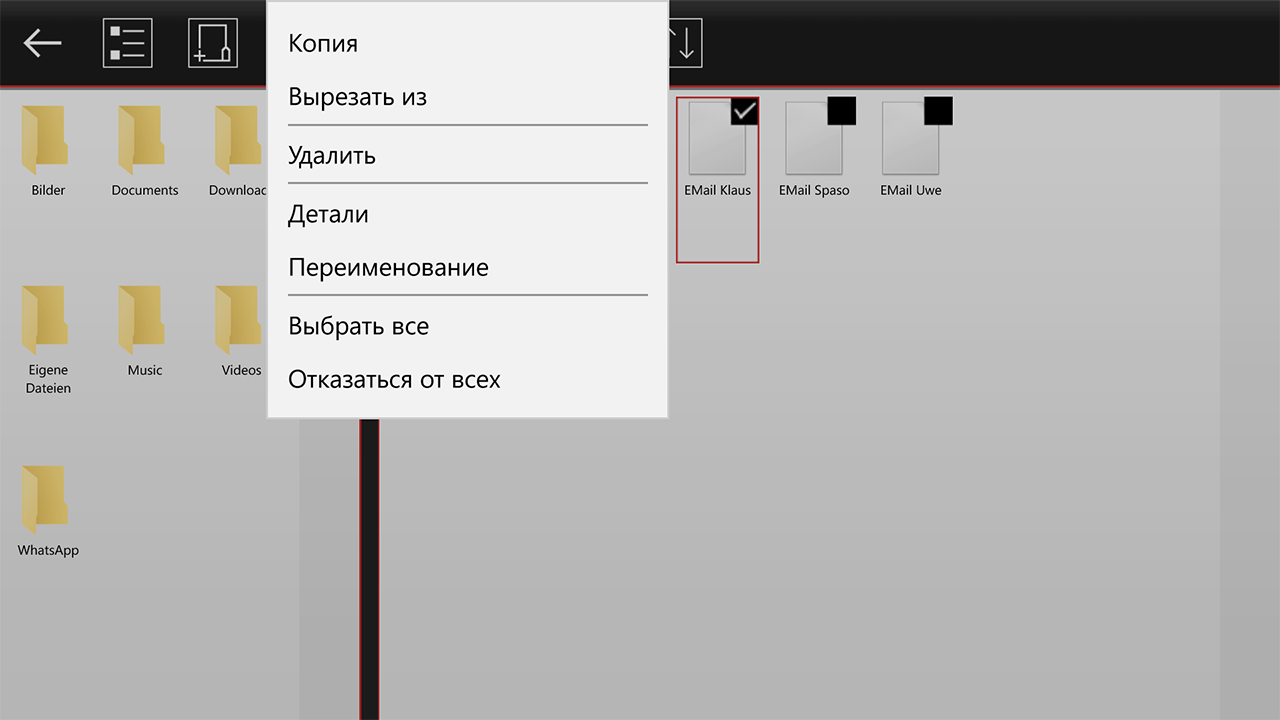 Копия
Вырезать из
Удалить
Детали
Переименование
Выбрать все
Отказаться от всех
Bilder
Documents
Downloac
Eigene
Dateien
Music
Videos
WhatsApp
EMail Klaus
EMail Spaso
EMail Uwe